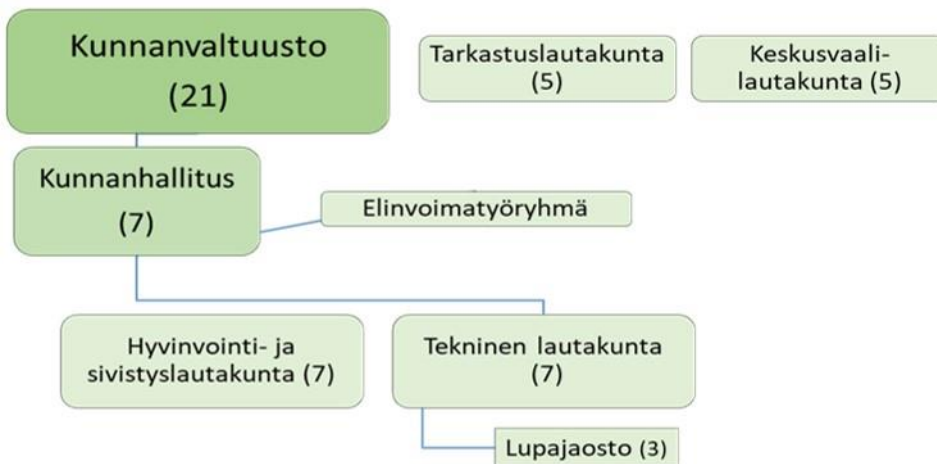 Kunnanvaltuusto
(21)
Tarkastuslautakunta
(5)
Keskusvaali-
lautakunta (5)
Kunnanhallitus
(7)
Elinvoimatyöryhmä
Hyvinvointi- ja
sivistyslautakunta (7)
Tekninen lautakunta
(7)
Lupajaosto (3)